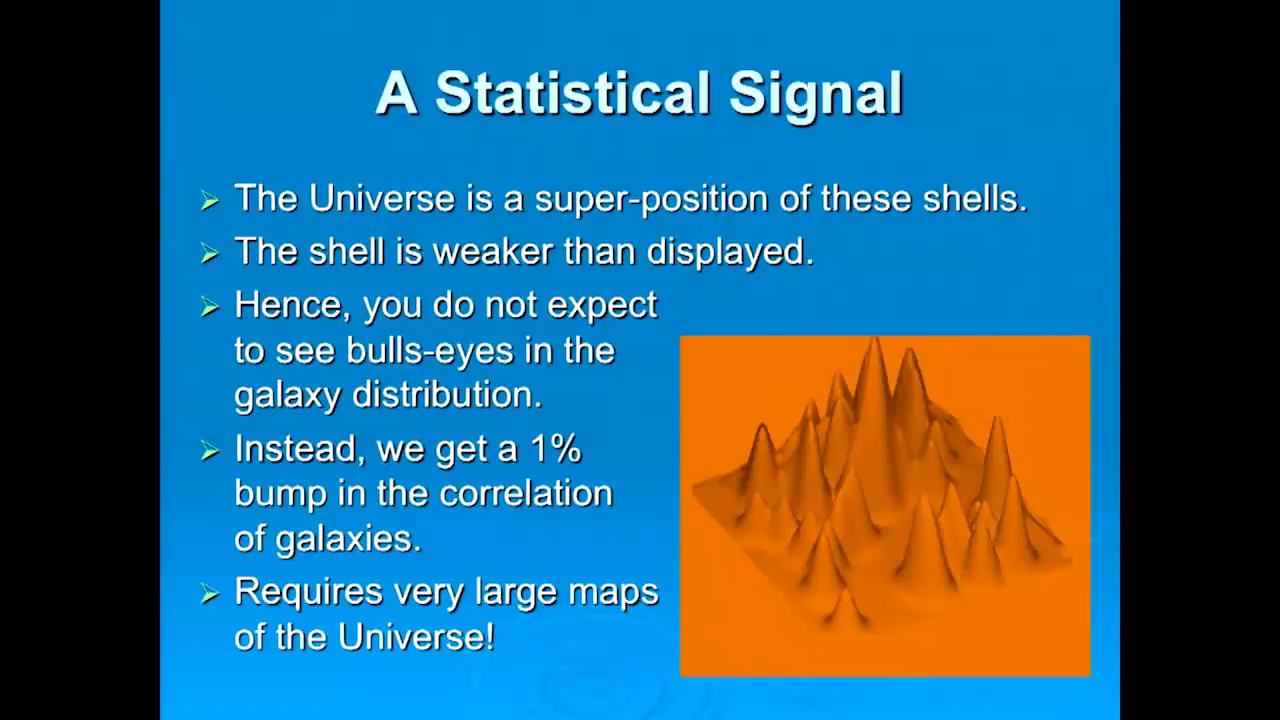 A Statistical Signal
The Universe is a super-position of these shells.
The shell is weaker than displayed.
Hence, you do not expect
to see bulls-eyes in the
galaxy distribution.
Instead, we get a 1%
bump in the correlation
of galaxies.
Requires very large maps
of the Universe!